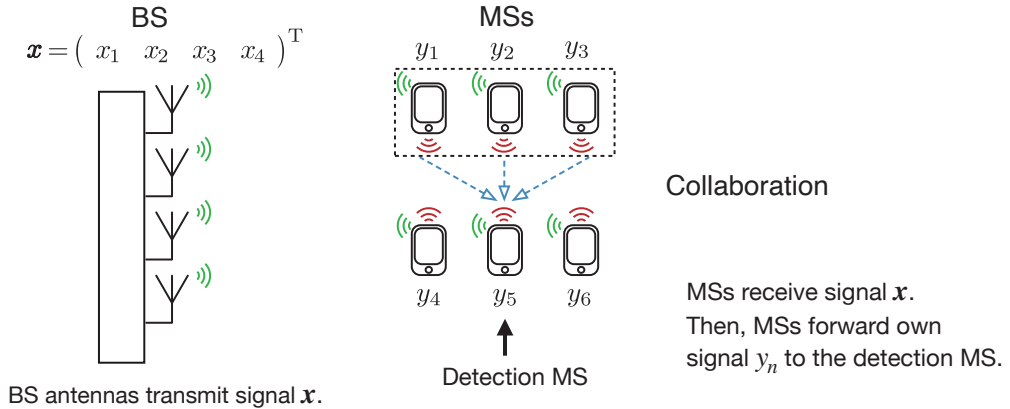 BS
𝒙 = ( x₁ x₂ x₃ x₄ )ᵀ
BS antennas transmit signal 𝒙.
MSs
y₁ y₂ y₃
y₄ y₅ y₆
Detection MS
Collaboration
MSs receive signal 𝒙.
Then, MSs forward own
signal yₙ to the detection MS.